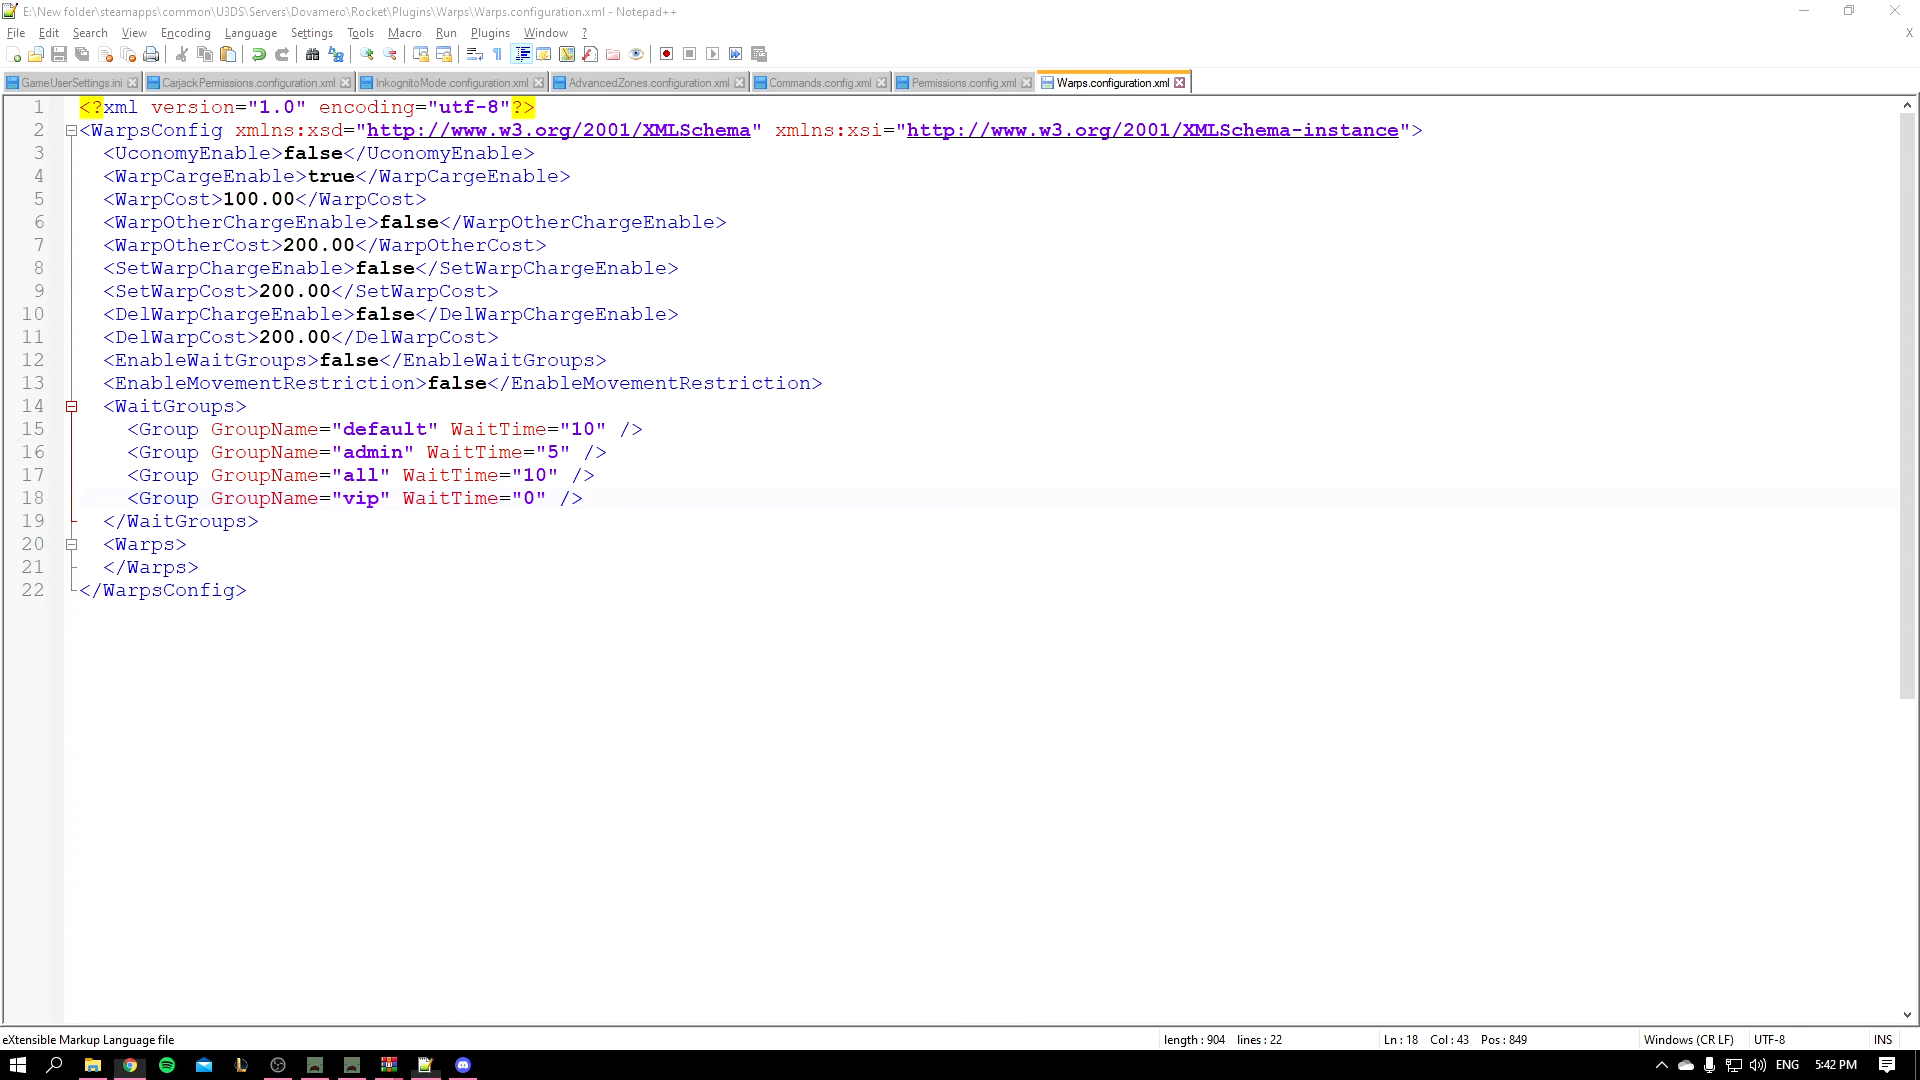 E:\New folder\steamapps\common\U3DS\Servers\Dovamero\Rocket\Plugins\Warps\Warps.configuration.xml - Notepad++
File Edit Search View Encoding Language Settings Tools Macro Run Plugins Window ? X
GameUserSettings.ini CarjackPermissions.configuration.xml InkognitoMode.configuration.xml AdvancedZones.configuration.xml Commands.config.xml Permissions.config.xml Warps.configuration.xml
1 <?xml version="1.0" encoding="utf-8"?>
2 <WarpsConfig xmlns:xsd="http://www.w3.org/2001/XMLSchema" xmlns:xsi="http://www.w3.org/2001/XMLSchema-instance">
3 <UconomyEnable>false</UconomyEnable>
4 <WarpCargeEnable>true</WarpCargeEnable>
5 <WarpCost>100.00</WarpCost>
6 <WarpOtherChargeEnable>false</WarpOtherChargeEnable>
7 <WarpOtherCost>200.00</WarpOtherCost>
8 <SetWarpChargeEnable>false</SetWarpChargeEnable>
9 <SetWarpCost>200.00</SetWarpCost>
10 <DelWarpChargeEnable>false</DelWarpChargeEnable>
11 <DelWarpCost>200.00</DelWarpCost>
12 <EnableWaitGroups>false</EnableWaitGroups>
13 <EnableMovementRestriction>false</EnableMovementRestriction>
14 <WaitGroups>
15 <Group GroupName="default" WaitTime="10" />
16 <Group GroupName="admin" WaitTime="5" />
17 <Group GroupName="all" WaitTime="10" />
18 <Group GroupName="vip" WaitTime="0" />
19 </WaitGroups>
20 <Warps>
21 </Warps>
22 </WarpsConfig>
eXtensible Markup Language file length : 904 lines : 22 Ln : 18 Col : 43 Pos : 849 Windows (CR LF) UTF-8 INS
ENG 5:42 PM